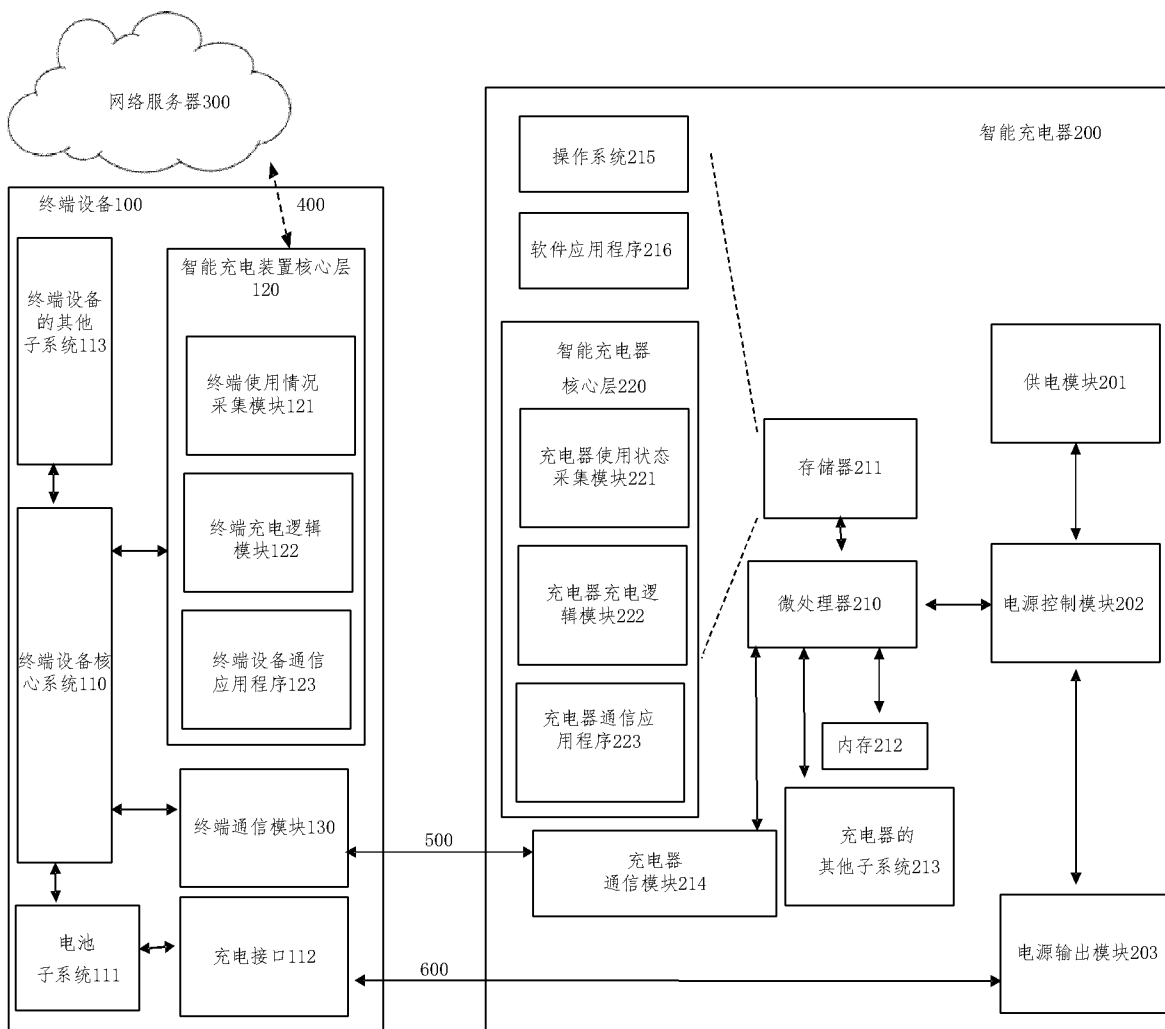 网络服务器300
终端设备100
400
终端设备
的其他
子系统113
智能充电装置核心层
120
终端使用情况
采集模块121
终端充电逻辑
模块122
终端设备通信
应用程序123
终端设备核
心系统110
终端通信模块130
电池
子系统111
充电接口112
500
600
智能充电器200
操作系统215
软件应用程序216
智能充电器
核心层220
充电器使用状态
采集模块221
充电器充电逻
辑模块222
充电器通信应
用程序223
充电器
通信模块214
存储器211
微处理器210
内存212
充电器的
其他子系统213
供电模块201
电源控制模块202
电源输出模块203